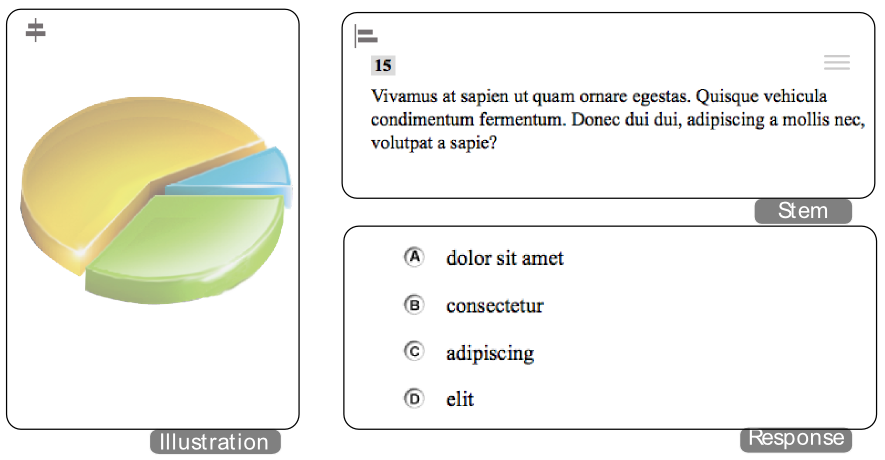 15
Vivamus at sapien ut quam ornare egestas. Quisque vehicula
condimentum fermentum. Donec dui dui, adipiscing a mollis nec,
volutpat a sapie?
Stem
A dolor sit amet
B consectetur
C adipiscing
D elit
Illustration
Response